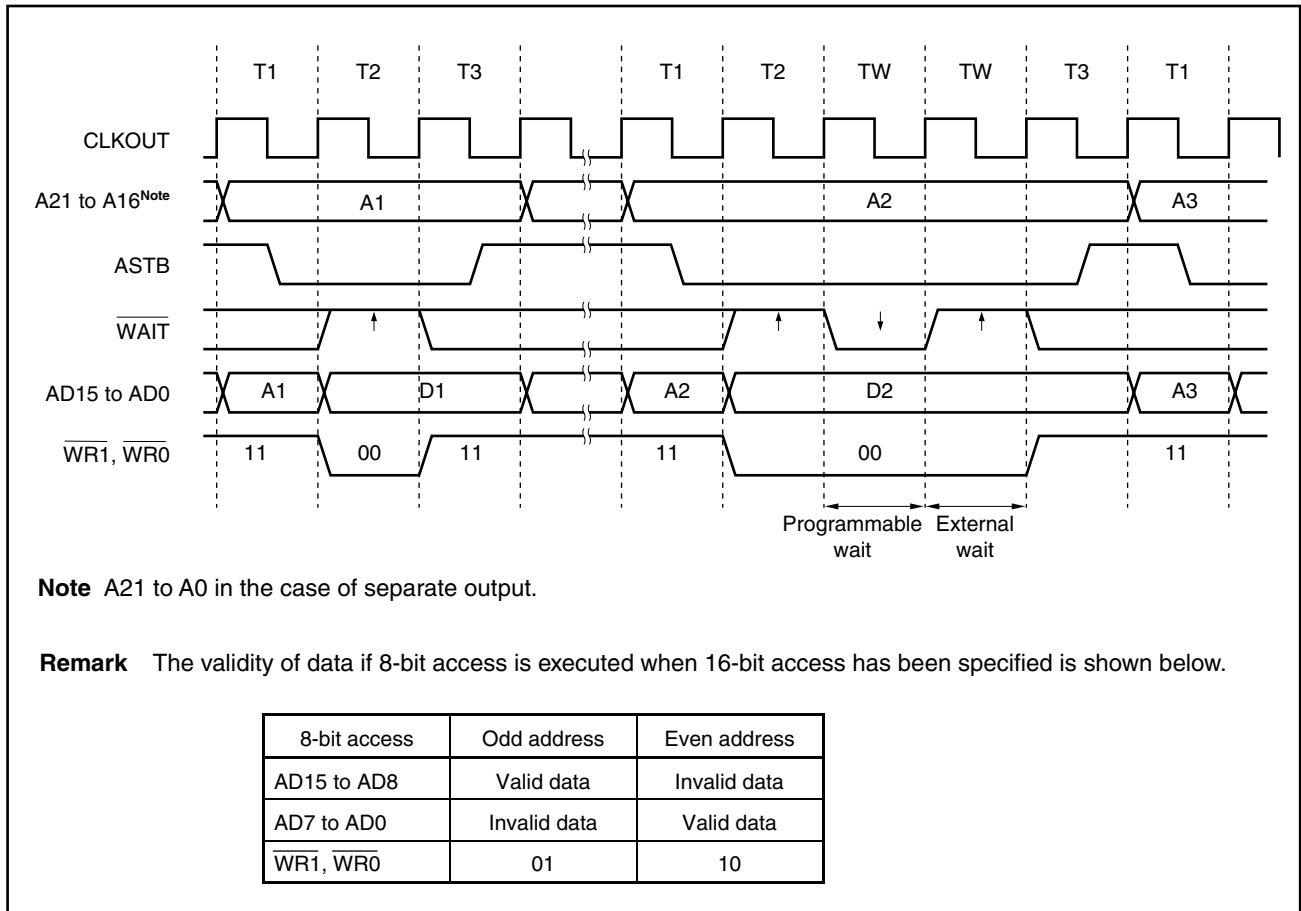 T1 T2 T3 T1 T2 TW TW T3 T1
CLKOUT
A21 to A16Note A1 A2 A3
ASTB
WAIT
AD15 to AD0 A1 D1 A2 D2 A3
WR1, WR0 11 00 11 11 00 11
Programmable wait
External wait
Note A21 to A0 in the case of separate output.
Remark The validity of data if 8-bit access is executed when 16-bit access has been specified is shown below.
8-bit access Odd address Even address
AD15 to AD8 Valid data Invalid data
AD7 to AD0 Invalid data Valid data
WR1, WR0 01 10